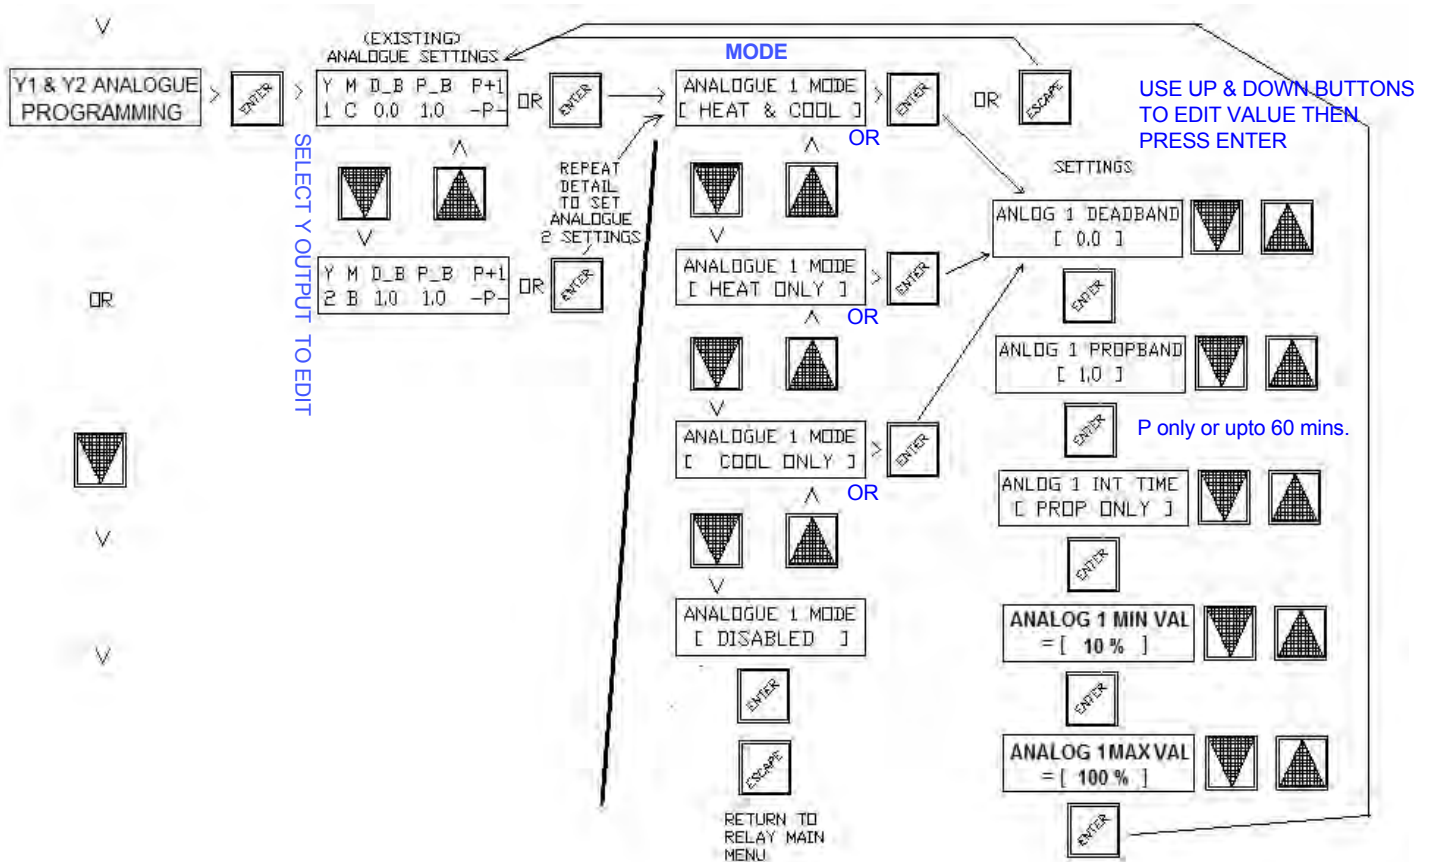 (EXISTING)
ANALOGUE SETTINGS
MODE
Y1 & Y2 ANALOGUE
PROGRAMMING
>
ENTER
>
Y M D_B P_B P+I
1 C 0.0 1.0 -P-
OR
ENTER
ANALOGUE 1 MODE
[ HEAT & COOL ]
>
ENTER
OR
ESCAPE
OR
USE UP & DOWN BUTTONS
TO EDIT VALUE THEN
PRESS ENTER
SELECT Y OUTPUT TO EDIT
REPEAT
DETAIL
TO SET
ANALOGUE
2 SETTINGS
Y M D_B P_B P+I
2 B 1.0 1.0 -P-
OR
ENTER
OR
ANALOGUE 1 MODE
[ HEAT ONLY ]
>
ENTER
OR
ANALOGUE 1 MODE
[ COOL ONLY ]
>
ENTER
OR
ANALOGUE 1 MODE
[ DISABLED ]
ENTER
ESCAPE
RETURN TO
RELAY MAIN
MENU
SETTINGS
ANLOG 1 DEADBAND
[ 0.0 ]
ENTER
ANLOG 1 PROPBAND
[ 1.0 ]
ENTER
P only or upto 60 mins.
ANLOG 1 INT TIME
[ PROP ONLY ]
ENTER
ANALOG 1 MIN VAL
= [ 10 % ]
ENTER
ANALOG 1 MAX VAL
= [ 100 % ]
ENTER